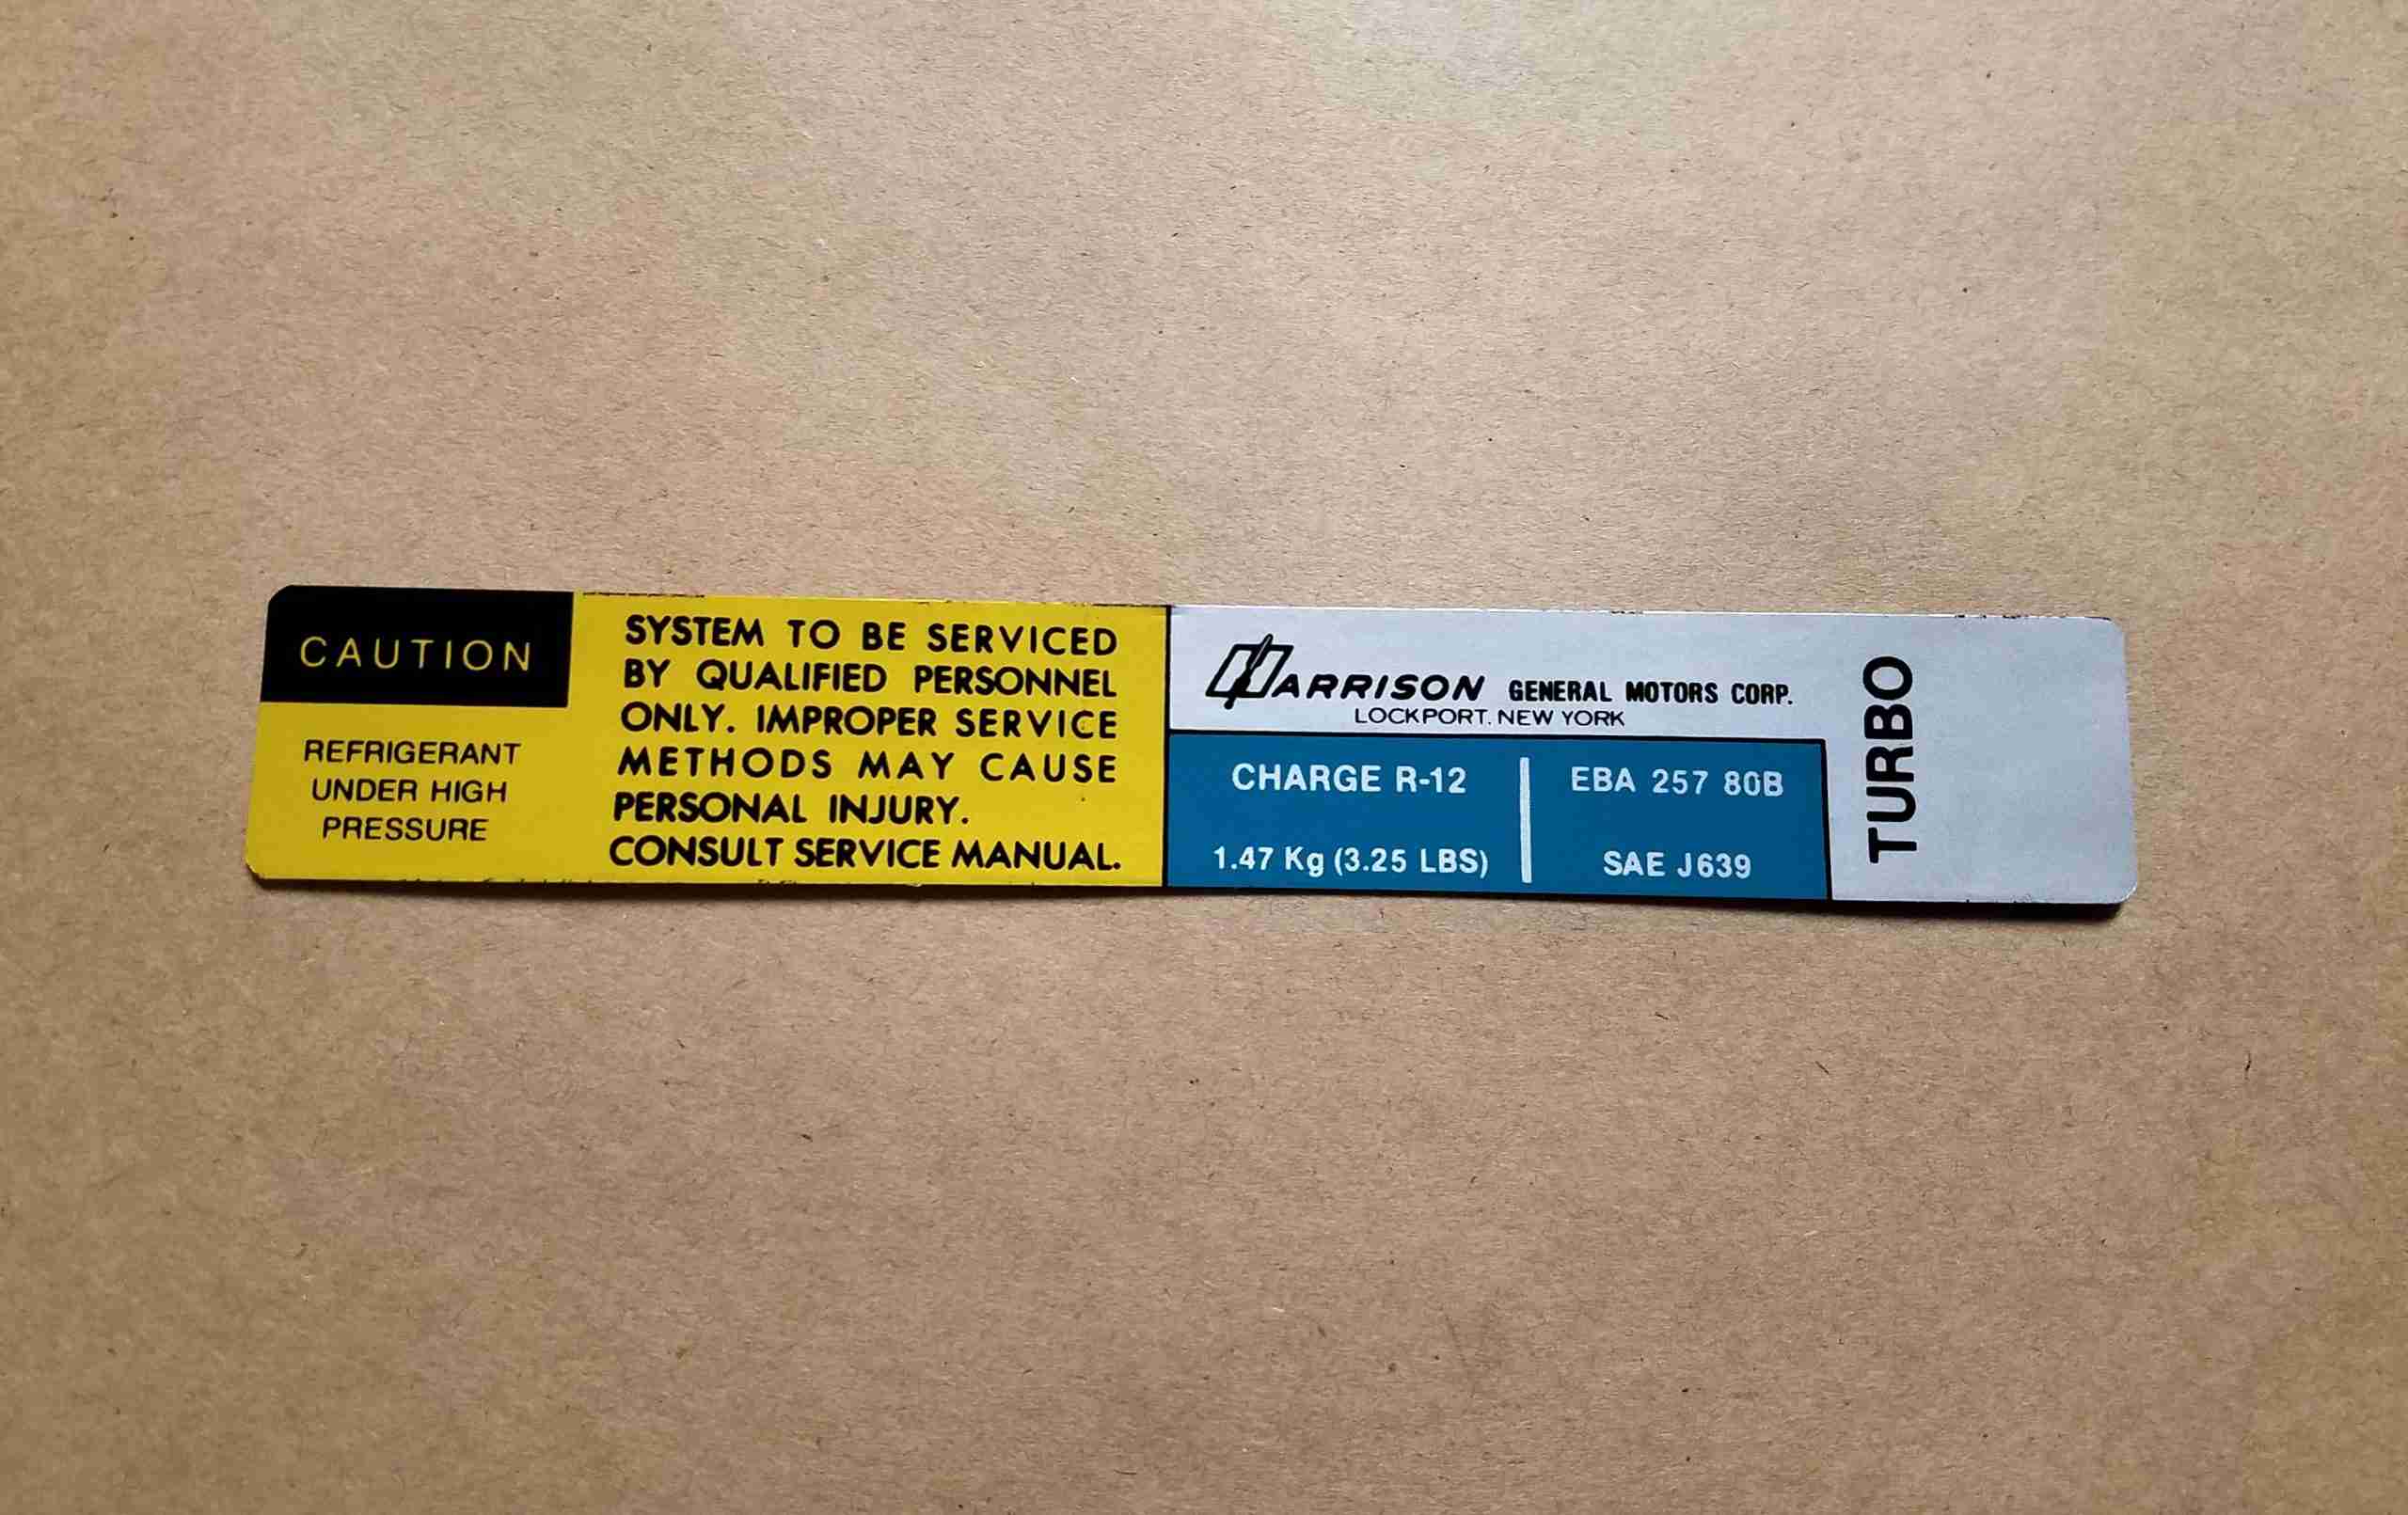 CAUTION
REFRIGERANT
UNDER HIGH
PRESSURE
SYSTEM TO BE SERVICED
BY QUALIFIED PERSONNEL
ONLY. IMPROPER SERVICE
METHODS MAY CAUSE
PERSONAL INJURY.
CONSULT SERVICE MANUAL.
HARRISON GENERAL MOTORS CORP.
LOCKPORT, NEW YORK
CHARGE R-12
1.47 Kg (3.25 LBS)
EBA 257 80B
SAE J639
TURBO